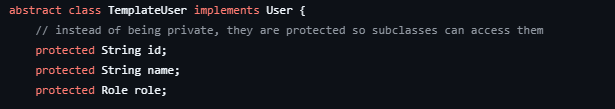 abstract class TemplateUser implements User {
// instead of being private, they are protected so subclasses can access them
protected String id;
protected String name;
protected Role role;